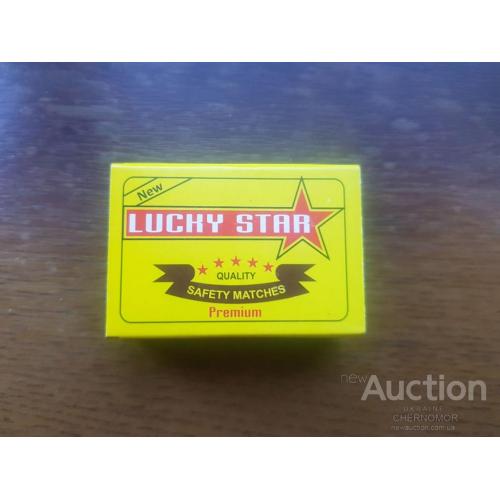 New
LUCKY STAR
QUALITY
SAFETY MATCHES
Premium
new Auction
UKRAINE
CHERNOMOR
newauction.com.ua